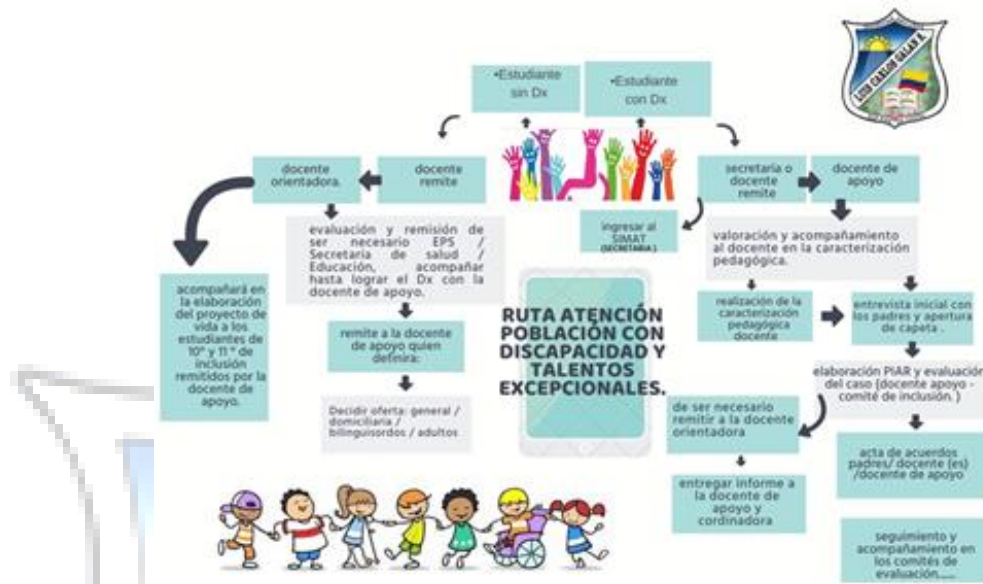 LUIS CARLOS GALAN S.
•Estudiante
sin Dx
•Estudiante
con Dx
docente
orientadora.
docente
remite
secretaría o
docente
remite
docente de
apoyo
evaluación y remisión de
ser necesario EPS /
Secretaria de salud /
Educación, acompañar
hasta lograr el Dx con la
docente de apoyo.
ingresar al
SIMAT
(SECRETARIA)
valoración y acompañamiento
al docente en la caracterización
pedagógica.
acompañará en
la elaboración
del proyecto de
vida a los
estudiantes de
10° y 11 ° de
inclusión
remitidos por la
docente de
apoyo.
remite a la docente
de apoyo quien
definira:
RUTA ATENCIÓN
POBLACIÓN CON
DISCAPACIDAD Y
TALENTOS
EXCEPCIONALES.
realización de la
caracterización
pedagógica
docente
entrevista inicial con
los padres y apertura
de capeta .
Decidir oferta: general /
domiciliaria /
bilinguisordos / adultos
elaboración PIAR y evaluación
del caso (docente apoyo -
comité de inclusión. )
de ser necesario
remitir a la docente
orientadora
acta de acuerdos
padres/ docente (es)
/docente de apoyo
entregar informe a
la docente de
apoyo y
cordinadora
seguimiento y
acompañamiento en
los comités de
evaluación.....